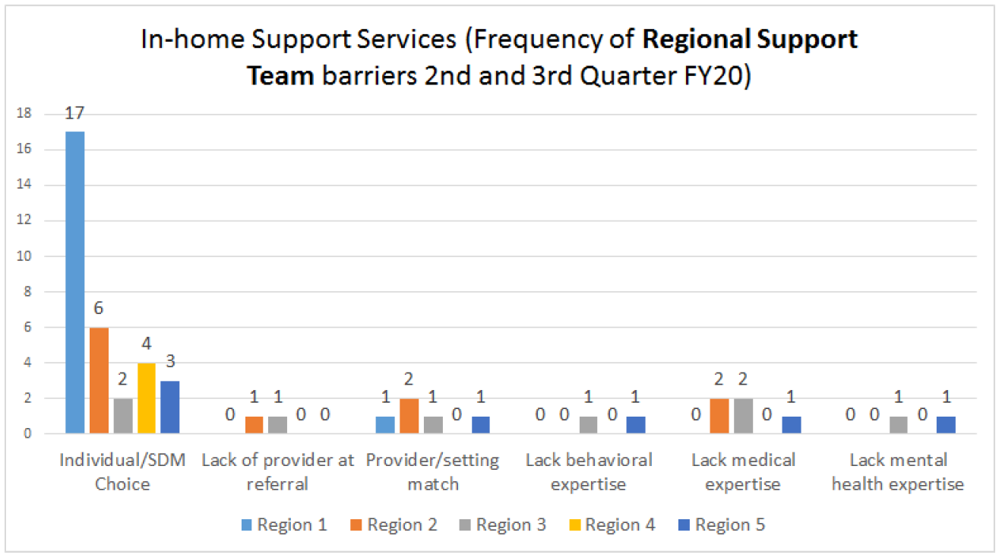 In-home Support Services (Frequency of Regional Support
Team barriers 2nd and 3rd Quarter FY20)
18
16
14
12
10
8
6
4
2
0
17
6
2
4
3
0
1
1
0
0
1
2
1
0
1
0
0
1
0
1
0
2
2
0
1
0
0
1
0
1
Individual/SDM
Choice
Lack of provider at
referral
Provider/setting
match
Lack behavioral
expertise
Lack medical
expertise
Lack mental
health expertise
Region 1 Region 2 Region 3 Region 4 Region 5